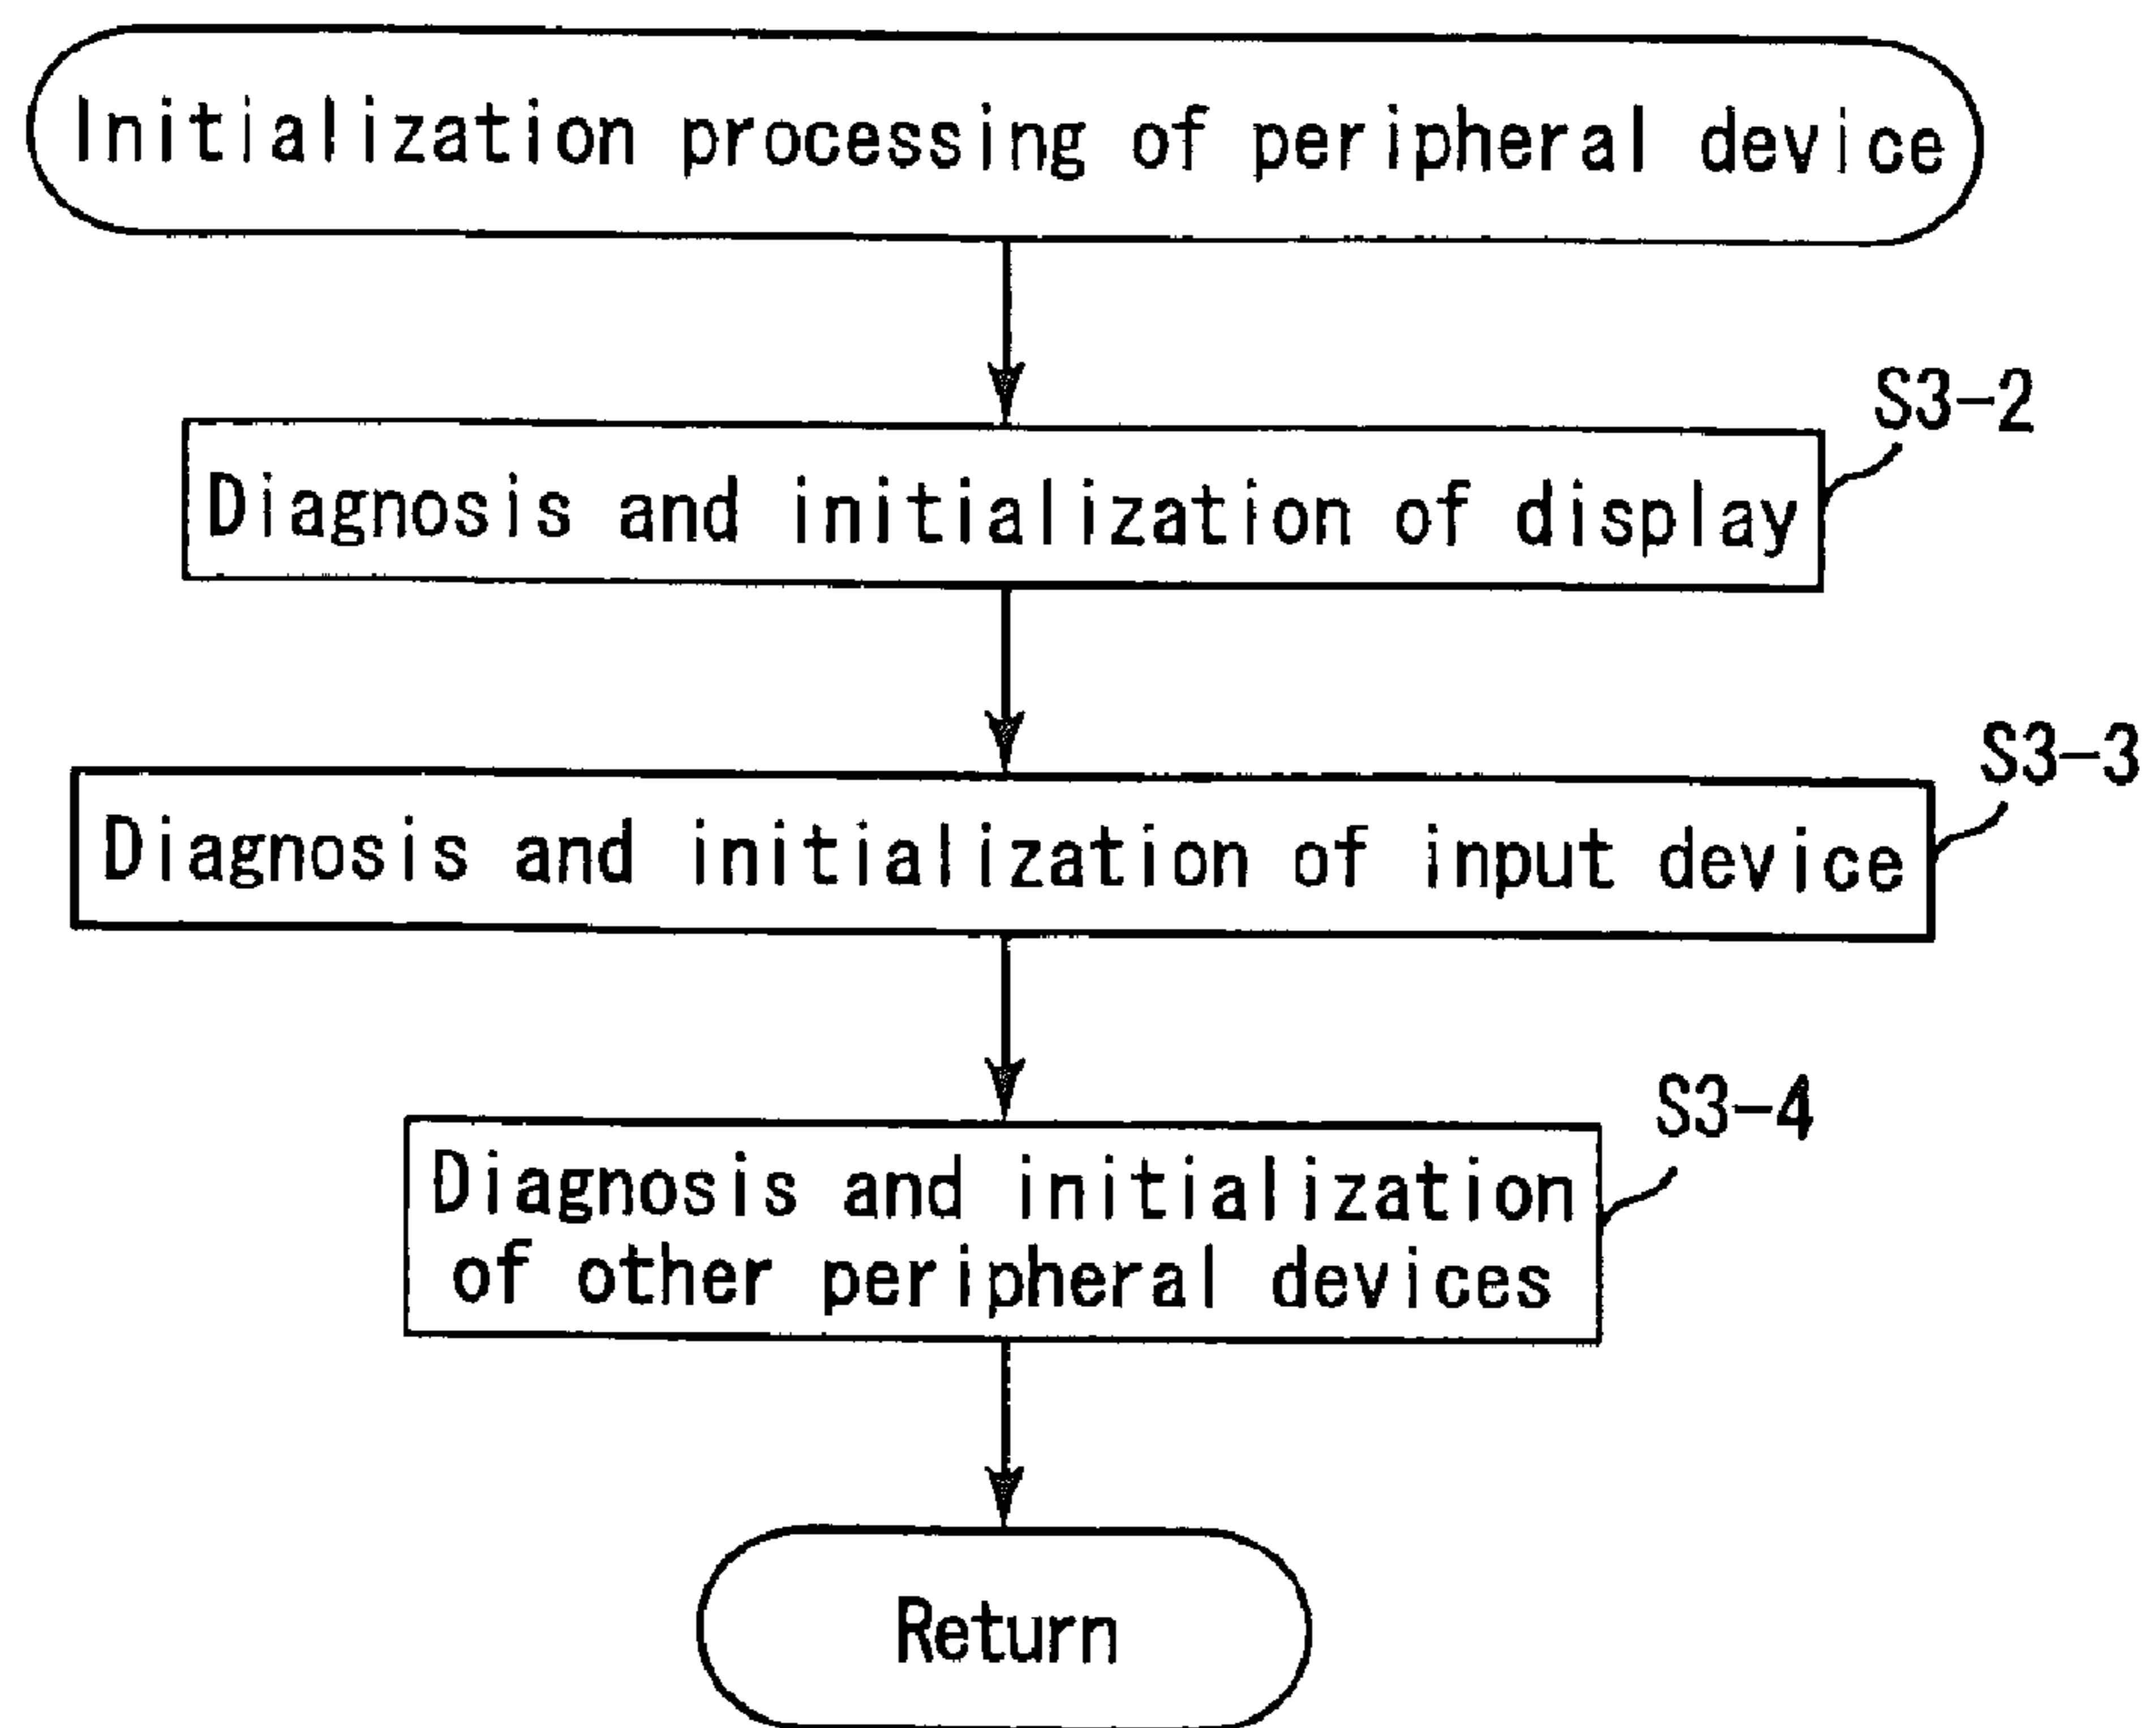 Initialization processing of peripheral device
S3-2
Diagnosis and initialization of display
S3-3
Diagnosis and initialization of input device
S3-4
Diagnosis and initialization
of other peripheral devices
Return